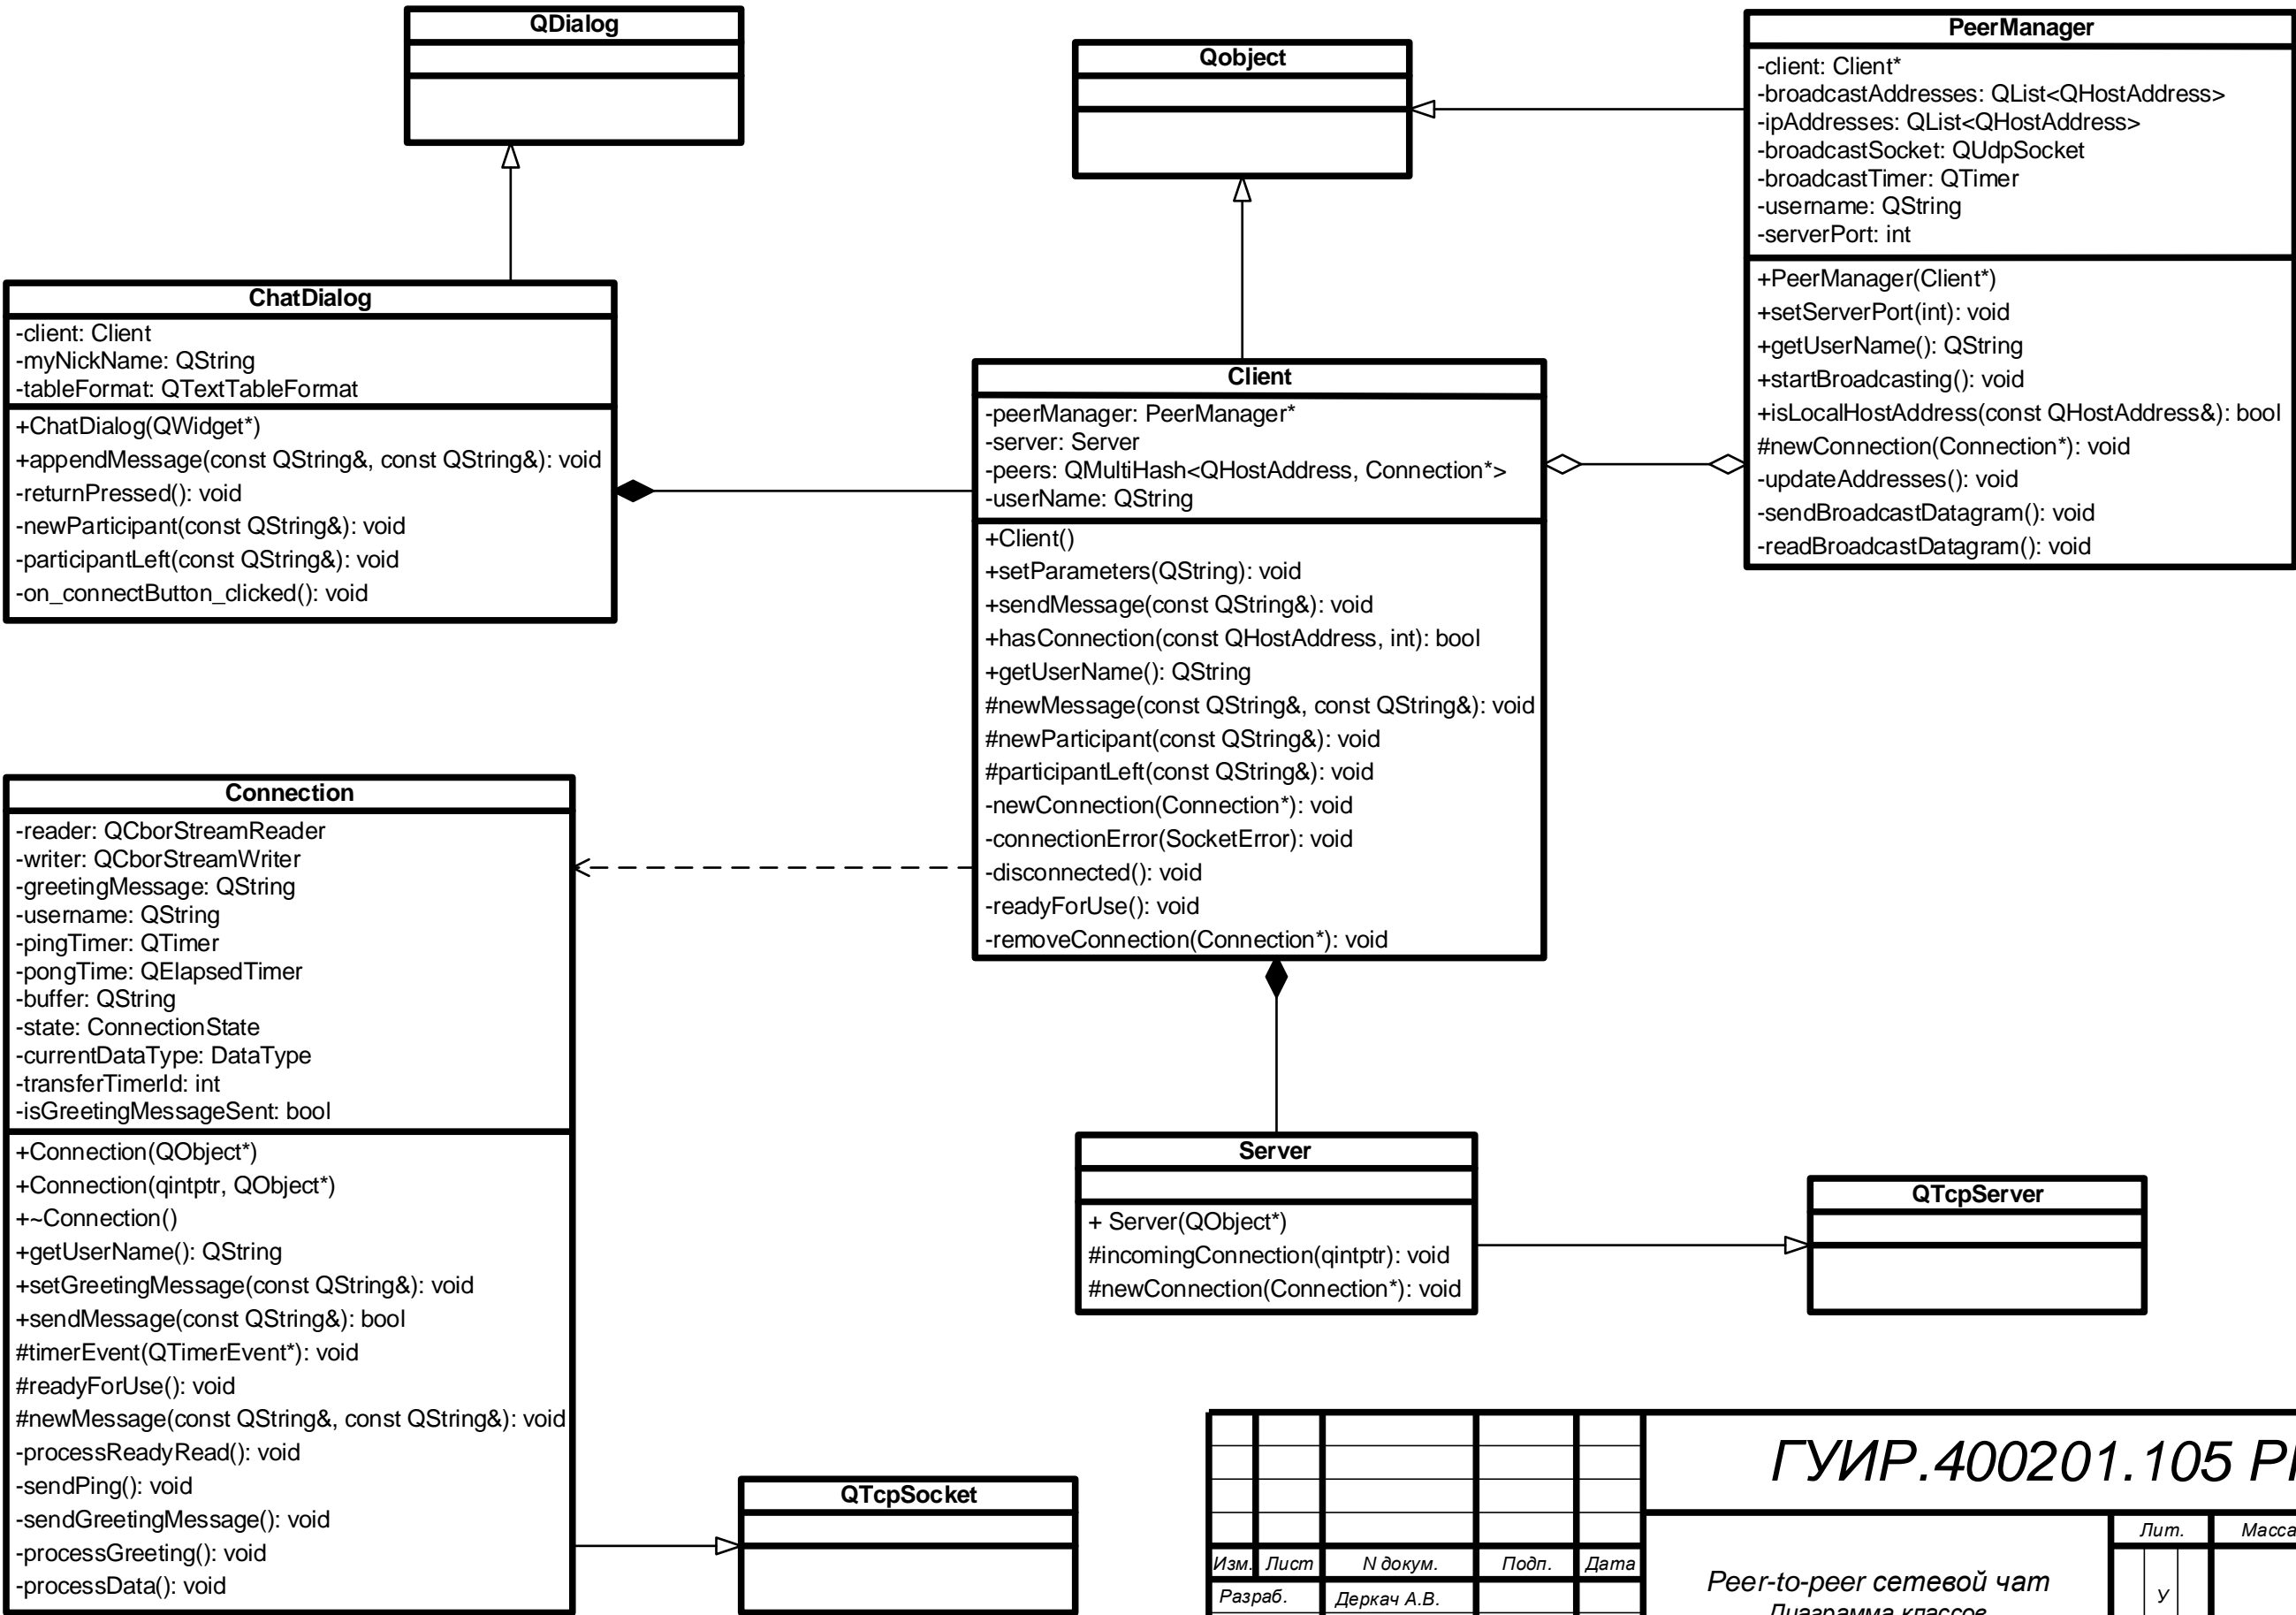 QDialog
Qobject
PeerManager
-client: Client*
-broadcastAddresses: QList<QHostAddress>
-ipAddresses: QList<QHostAddress>
-broadcastSocket: QUdpSocket
-broadcastTimer: QTimer
-username: QString
-serverPort: int
+PeerManager(Client*)
+setServerPort(int): void
+getUserName(): QString
+startBroadcasting(): void
+isLocalHostAddress(const QHostAddress&): bool
#newConnection(Connection*): void
-updateAddresses(): void
-sendBroadcastDatagram(): void
-readBroadcastDatagram(): void
ChatDialog
-client: Client
-myNickName: QString
-tableFormat: QTextTableFormat
+ChatDialog(QWidget*)
+appendMessage(const QString&, const QString&): void
-returnPressed(): void
-newParticipant(const QString&): void
-participantLeft(const QString&): void
-on_connectButton_clicked(): void
Client
-peerManager: PeerManager*
-server: Server
-peers: QMultiHash<QHostAddress, Connection*>
-userName: QString
+Client()
+setParameters(QString): void
+sendMessage(const QString&): void
+hasConnection(const QHostAddress, int): bool
+getUserName(): QString
#newMessage(const QString&, const QString&): void
#newParticipant(const QString&): void
#participantLeft(const QString&): void
-newConnection(Connection*): void
-connectionError(SocketError): void
-disconnected(): void
-readyForUse(): void
-removeConnection(Connection*): void
Connection
-reader: QCborStreamReader
-writer: QCborStreamWriter
-greetingMessage: QString
-username: QString
-pingTimer: QTimer
-pongTime: QElapsedTimer
-buffer: QString
-state: ConnectionState
-currentDataType: DataType
-transferTimerId: int
-isGreetingMessageSent: bool
+Connection(QObject*)
+Connection(qintptr, QObject*)
+~Connection()
+getUserName(): QString
+setGreetingMessage(const QString&): void
+sendMessage(const QString&): bool
#timerEvent(QTimerEvent*): void
#readyForUse(): void
#newMessage(const QString&, const QString&): void
-processReadyRead(): void
-sendPing(): void
-sendGreetingMessage(): void
-processGreeting(): void
-processData(): void
Server
+ Server(QObject*)
#incomingConnection(qintptr): void
#newConnection(Connection*): void
QTcpServer
QTcpSocket
ГУИР.400201.105
Изм. Лист N докум. Подп. Дата
Разраб. Деркач А.В.
Peer-to-peer сетевой чат
Диаграмма классов
Лит. Масса
У